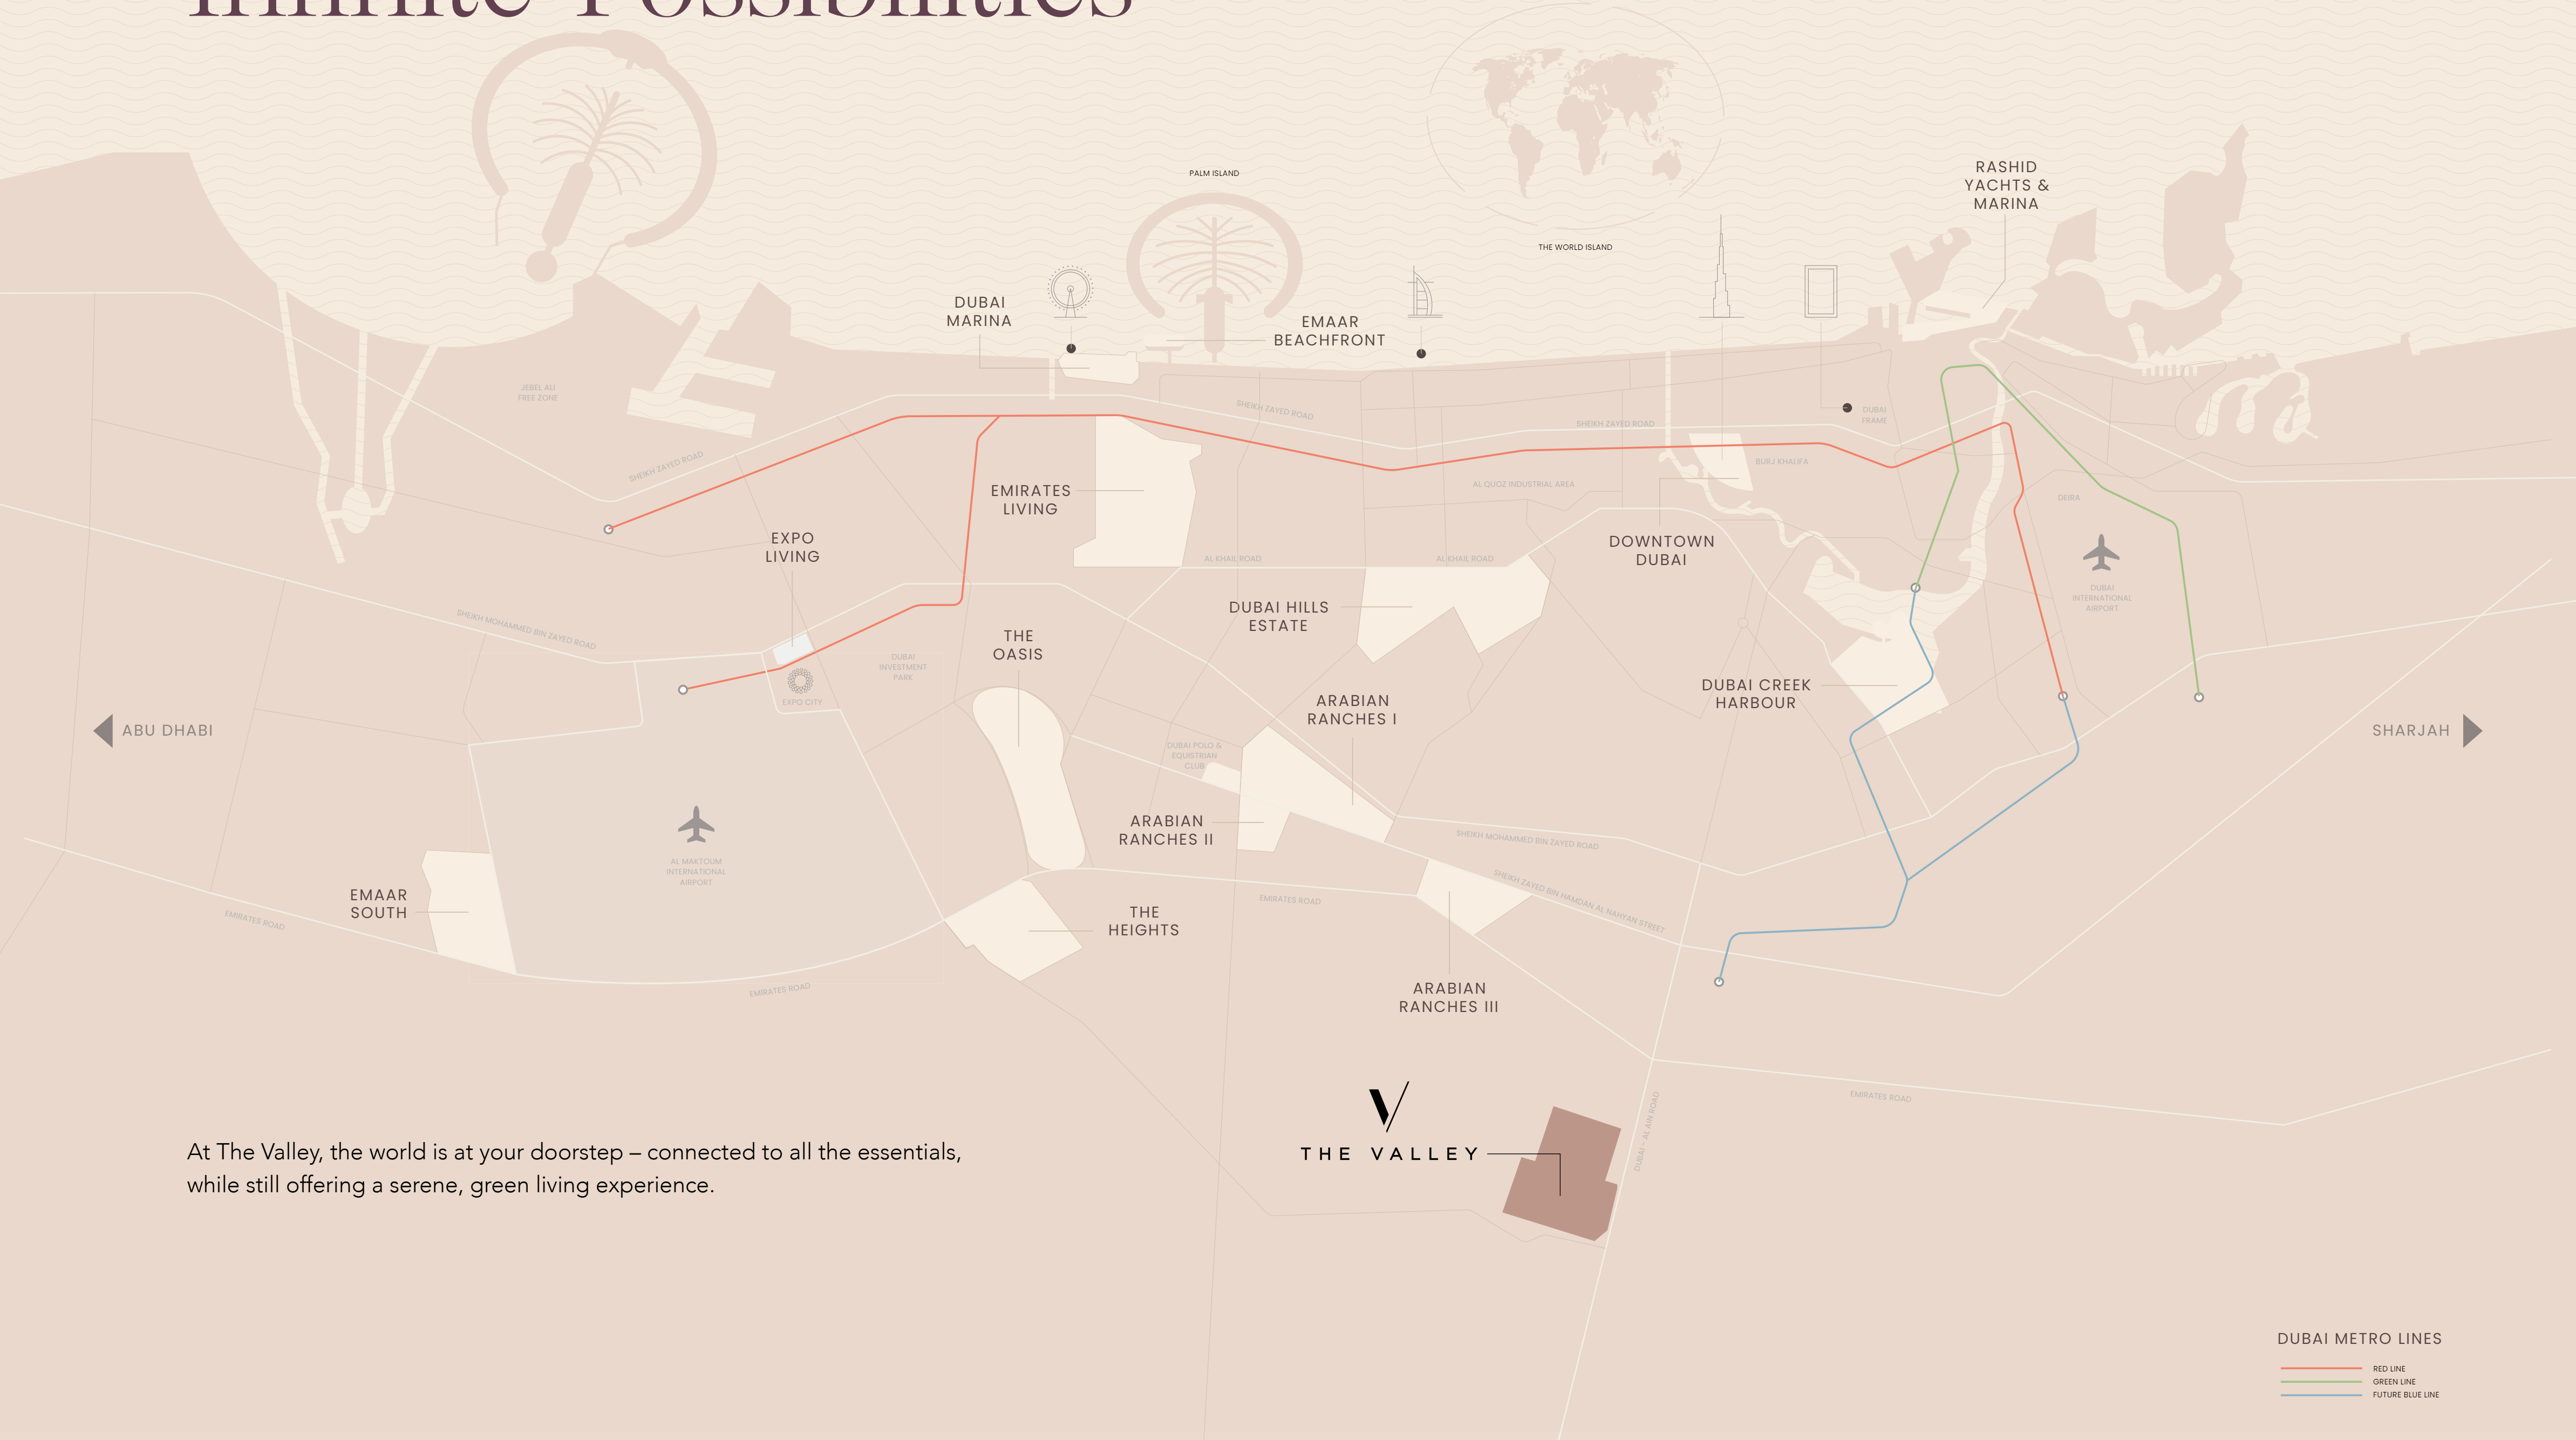 Infinite Possibilities
PALM ISLAND
THE WORLD ISLAND
RASHID
YACHTS &
MARINA
DUBAI
MARINA
EMAAR
BEACHFRONT
JEBEL ALI
FREE ZONE
SHEIKH ZAYED ROAD
SHEIKH ZAYED ROAD
SHEIKH ZAYED ROAD
DUBAI
FRAME
BURJ KHALIFA
AL QUOZ INDUSTRIAL AREA
DEIRA
EMIRATES
LIVING
EXPO
LIVING
DOWNTOWN
DUBAI
AL KHAIL ROAD
AL KHAIL ROAD
DUBAI
INTERNATIONAL
AIRPORT
DUBAI HILLS
ESTATE
SHEIKH MOHAMMED BIN ZAYED ROAD
THE
OASIS
DUBAI
INVESTMENT
PARK
EXPO CITY
DUBAI CREEK
HARBOUR
ARABIAN
RANCHES I
ABU DHABI
SHARJAH
DUBAI POLO &
EQUESTRIAN
CLUB
ARABIAN
RANCHES II
SHEIKH MOHAMMED BIN ZAYED ROAD
AL MAKTOUM
INTERNATIONAL
AIRPORT
SHEIKH ZAYED BIN HAMDAN AL NAHYAN STREET
EMAAR
SOUTH
EMIRATES ROAD
EMIRATES ROAD
THE
HEIGHTS
EMIRATES ROAD
ARABIAN
RANCHES III
EMIRATES ROAD
DUBAI - AL AIN ROAD
V
THE VALLEY
At The Valley, the world is at your doorstep – connected to all the essentials,
while still offering a serene, green living experience.
DUBAI METRO LINES
RED LINE
GREEN LINE
FUTURE BLUE LINE